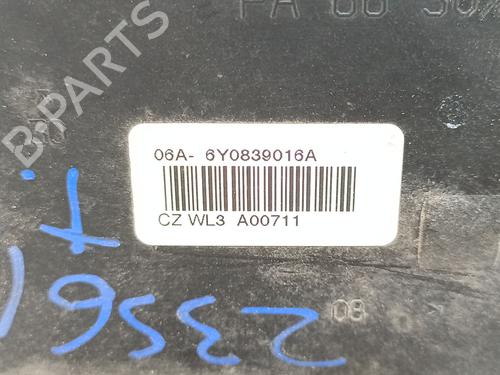 06A- 6Y0839016A
CZ WL3 A00711
2356
08
B-PARTS